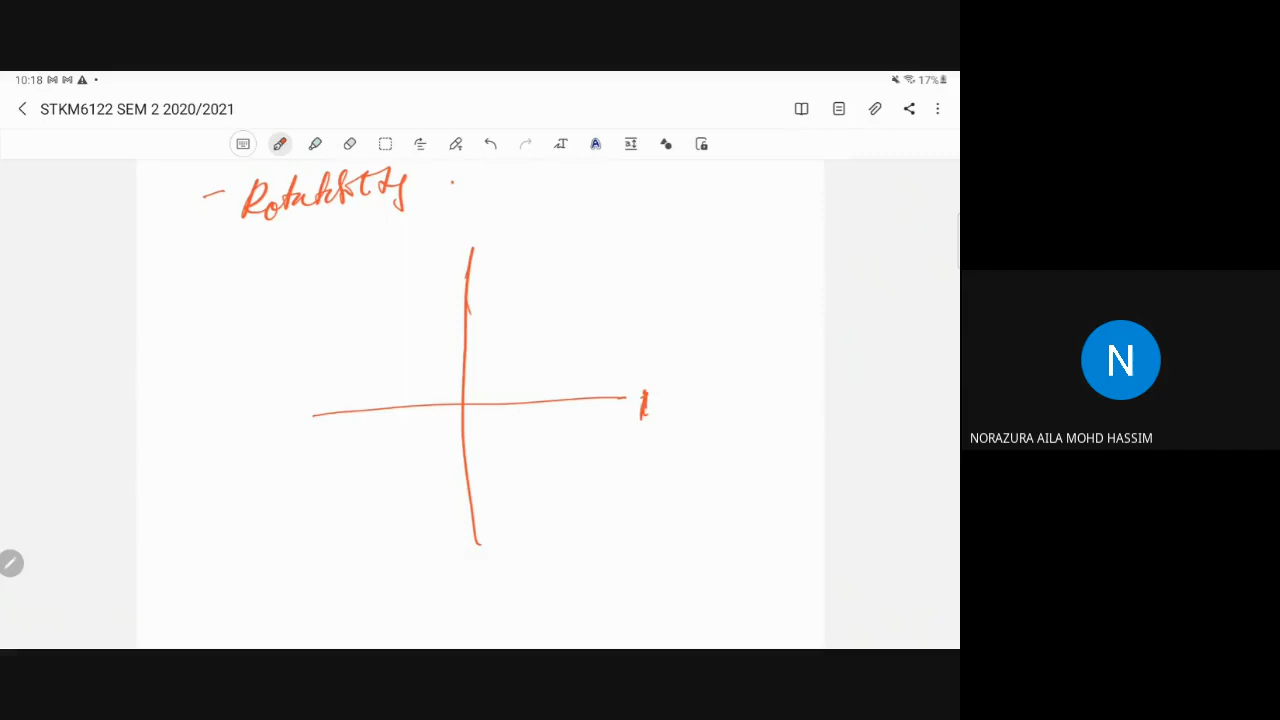 10:18
17%
STKM6122 SEM 2 2020/2021
- Rotatability
N
NORAZURA AILA MOHD HASSIM